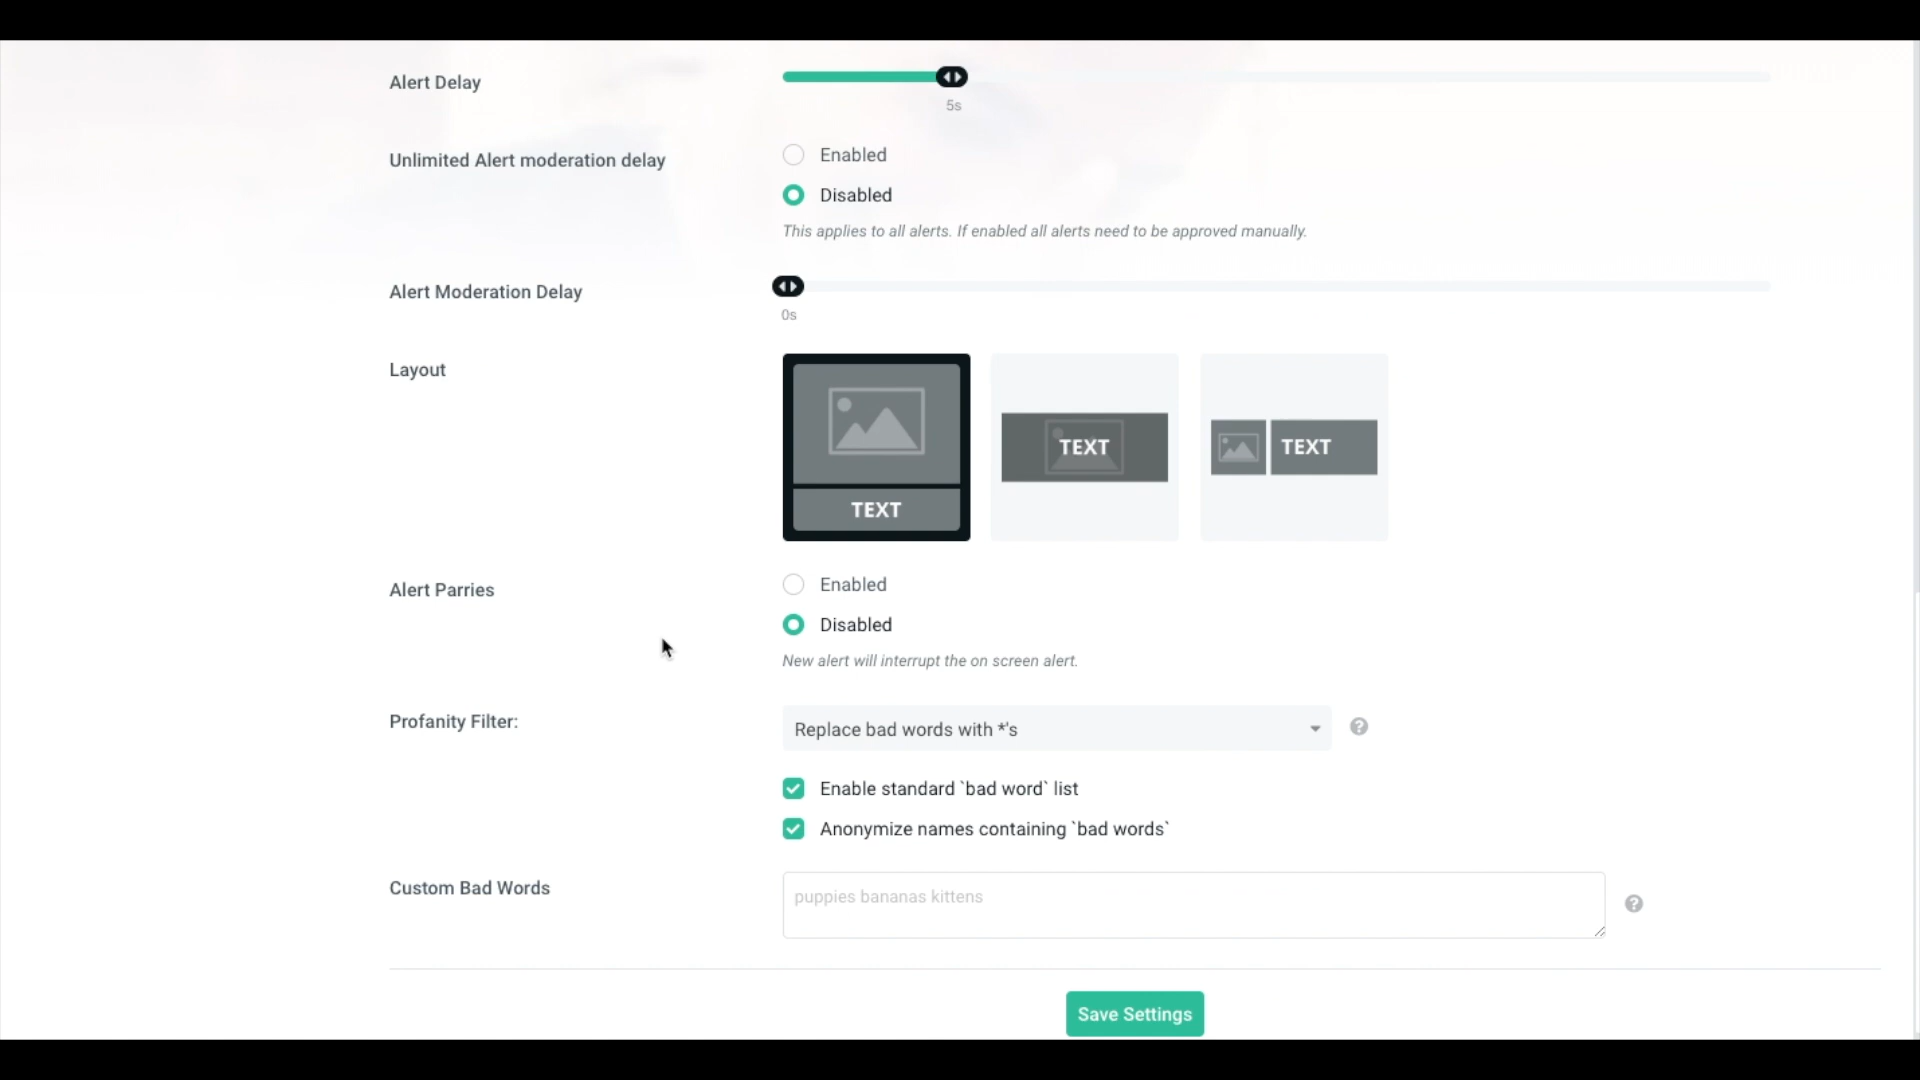 Alert Delay
5s
Unlimited Alert moderation delay
Enabled
Disabled
This applies to all alerts. If enabled all alerts need to be approved manually.
Alert Moderation Delay
0s
Layout
TEXT
TEXT
TEXT
Alert Parries
Enabled
Disabled
New alert will interrupt the on screen alert.
Profanity Filter:
Replace bad words with *'s
Enable standard `bad word` list
Anonymize names containing `bad words`
Custom Bad Words
puppies bananas kittens
Save Settings